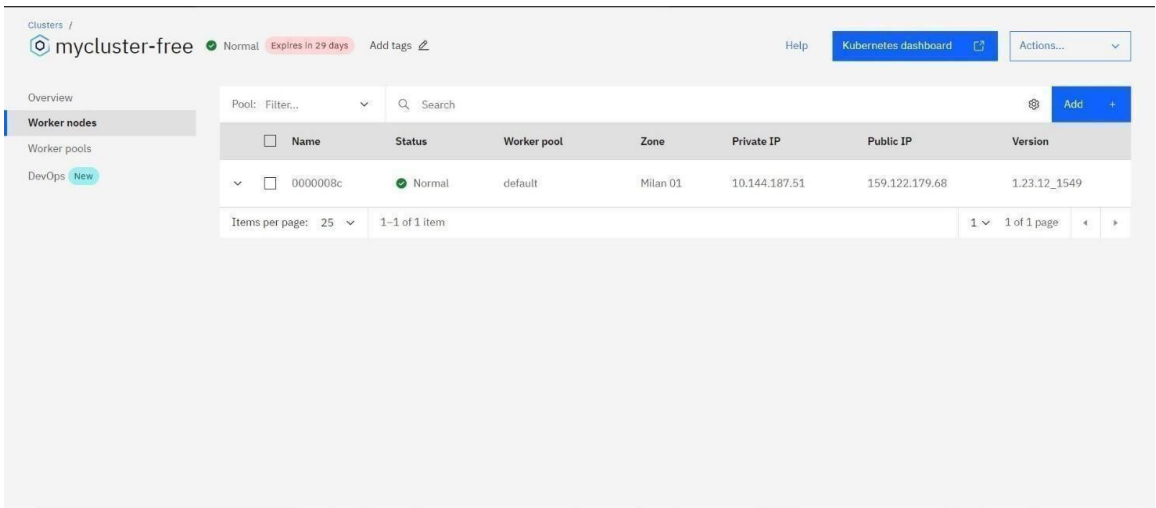 Clusters /
mycluster-free Normal Expires in 29 days Add tags Help Kubernetes dashboard Actions...
Overview
Worker nodes
Worker pools
DevOps New
Pool: Filter... Search Add +
Name Status Worker pool Zone Private IP Public IP Version
0000008c Normal default Milan 01 10.144.187.51 159.122.179.68 1.23.12_1549
Items per page: 25 1–1 of 1 item 1 1 of 1 page